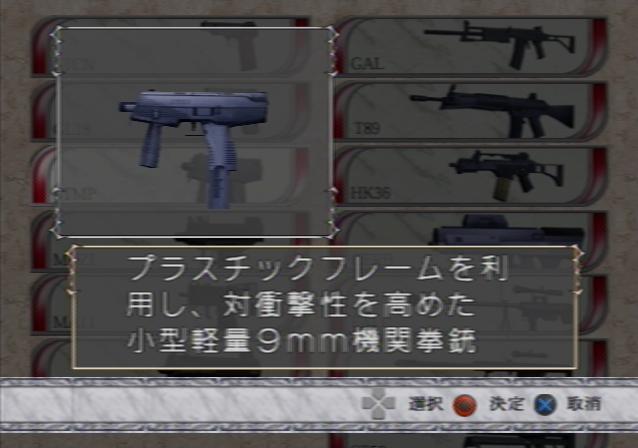 GAL
T89
HK36
プラスチックフレームを利
用し、対衝撃性を高めた
小型軽量9mm機関拳銃
選択 決定 取消